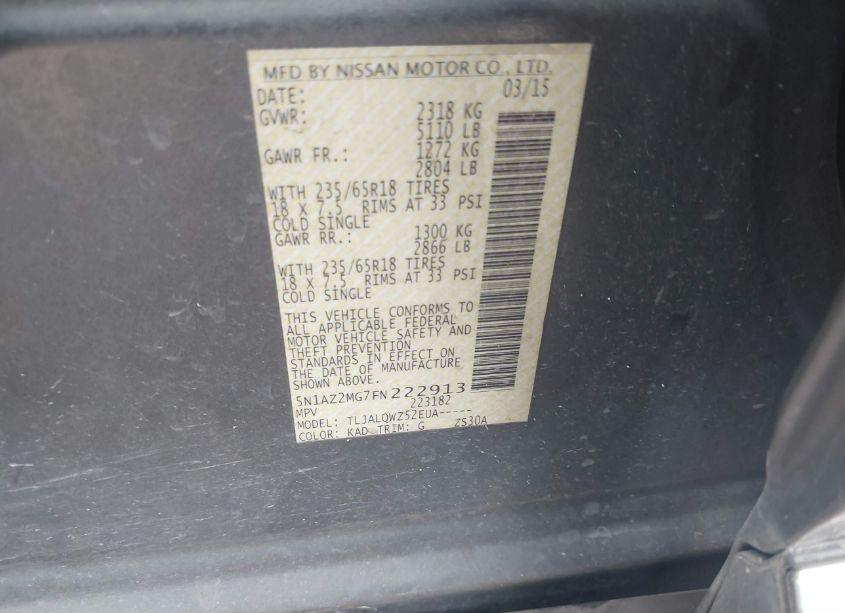 MFD BY NISSAN MOTOR CO., LTD.
DATE: 03/15
GVWR: 2318 KG
5110 LB
GAWR FR.: 1272 KG
2804 LB
WITH 235/65R18 TIRES
18 X 7.5 RIMS AT 33 PSI
COLD SINGLE
GAWR RR.: 1300 KG
2866 LB
WITH 235/65R18 TIRES
18 X 7.5 RIMS AT 33 PSI
COLD SINGLE
THIS VEHICLE CONFORMS TO
ALL APPLICABLE FEDERAL
MOTOR VEHICLE SAFETY AND
THEFT PREVENTION
STANDARDS IN EFFECT ON
THE DATE OF MANUFACTURE
SHOWN ABOVE.
5N1AZ2MG7FN222913
MPV 223182
MODEL: TLJALQWZ52EUA-----
COLOR: KAD TRIM: G ZS30A